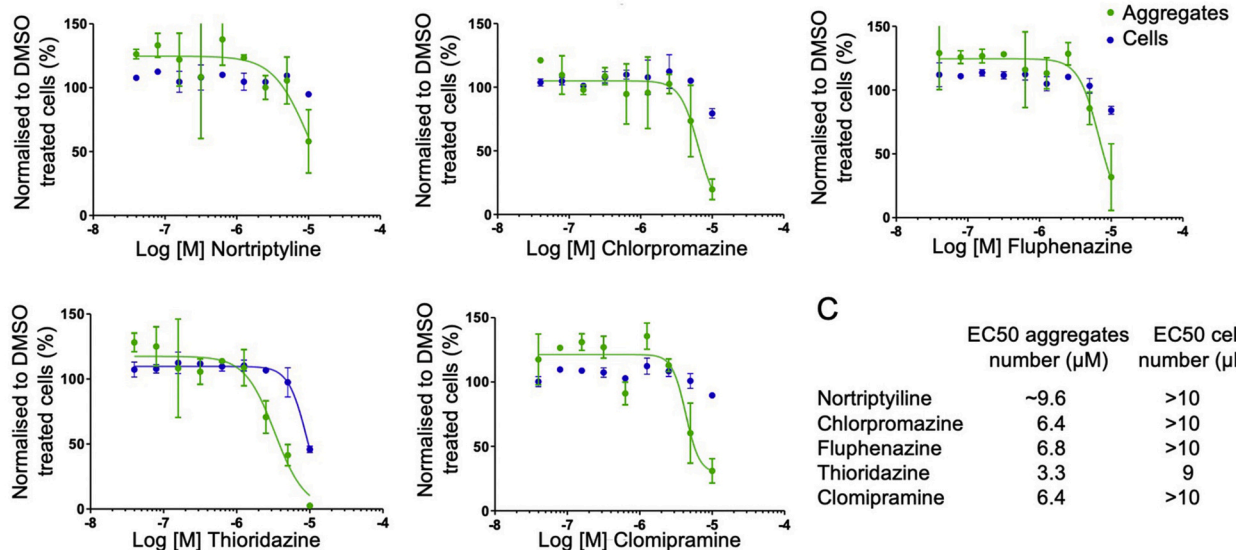 Normalised to DMSO
treated cells (%)
150
100
50
0
-8
-7
-6
-5
-4
Log [M] Nortriptyline
Normalised to DMSO
treated cells (%)
150
100
50
0
-8
-7
-6
-5
-4
Log [M] Chlorpromazine
Normalised to DMSO
treated cells (%)
150
100
50
0
-8
-7
-6
-5
-4
Log [M] Fluphenazine
Aggregates
Cells
Normalised to DMSO
treated cells (%)
150
100
50
0
-8
-7
-6
-5
-4
Log [M] Thioridazine
Normalised to DMSO
treated cells (%)
150
100
50
0
-8
-7
-6
-5
-4
Log [M] Clomipramine
C
EC50 aggregates EC50 cel
number (μM) number (μ
Nortriptyiline ~9.6 >10
Chlorpromazine 6.4 >10
Fluphenazine 6.8 >10
Thioridazine 3.3 9
Clomipramine 6.4 >10